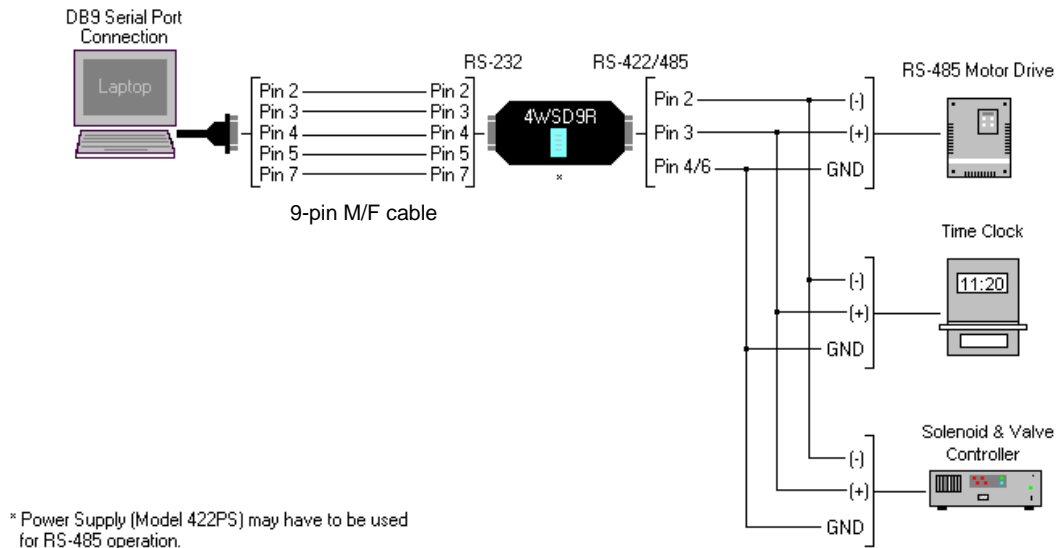 DB9 Serial Port
Connection
Laptop
RS-232
RS-422/485
RS-485 Motor Drive
Pin 2
Pin 3
Pin 4
Pin 5
Pin 7
Pin 2
Pin 3
Pin 4
Pin 5
Pin 7
9-pin M/F cable
4WSD9R
*
Pin 2
Pin 3
Pin 4/6
(-)
(+)
GND
Time Clock
11:20
(-)
(+)
GND
Solenoid & Valve
Controller
(-)
(+)
GND
* Power Supply (Model 422PS) may have to be used
for RS-485 operation.